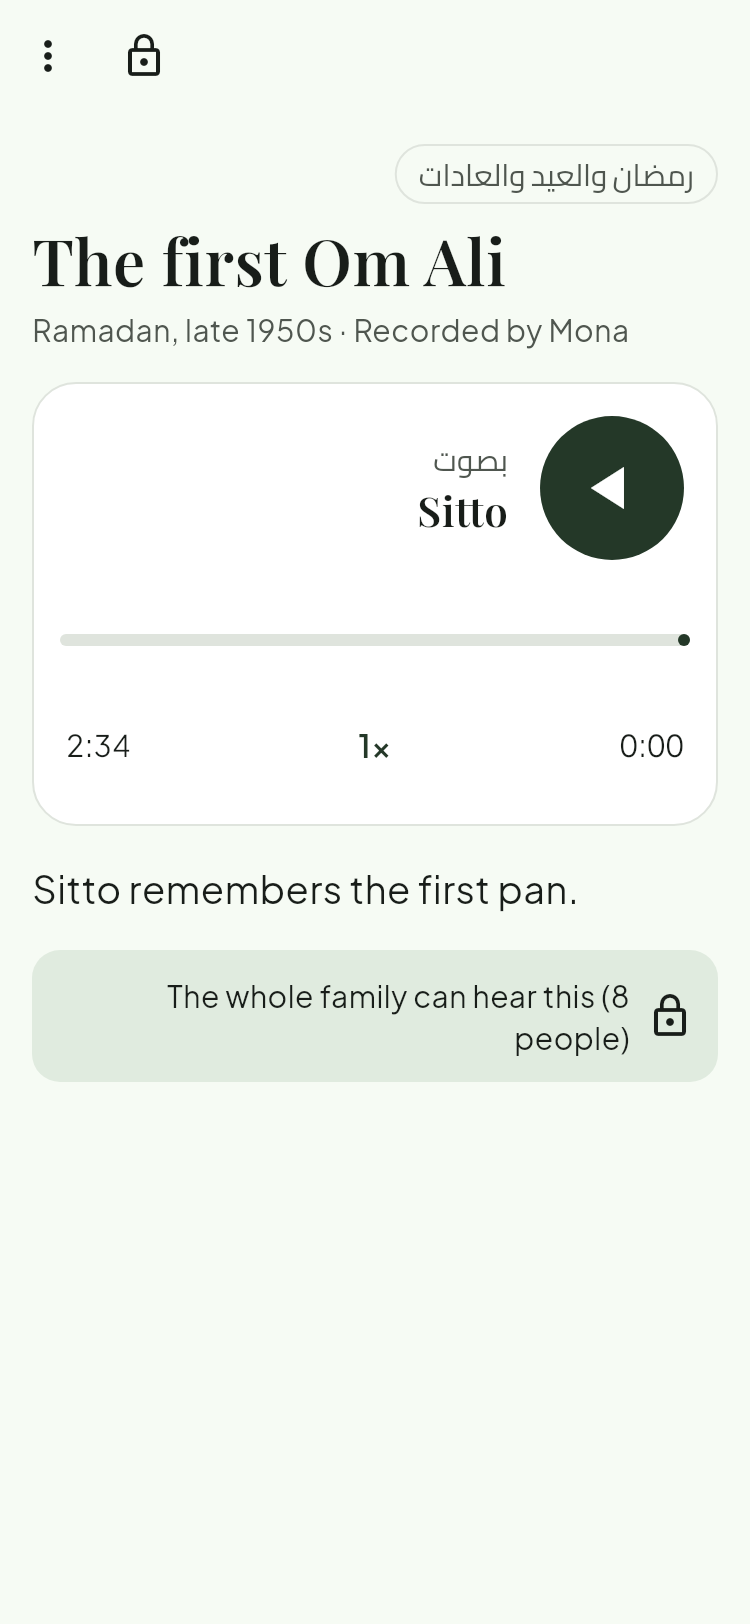 رمضان والعيد والعادات
The first Om Ali
Ramadan, late 1950s · Recorded by Mona
بصوت
Sitto
2:34 1× 0:00
Sitto remembers the first pan.
The whole family can hear this (8
people)